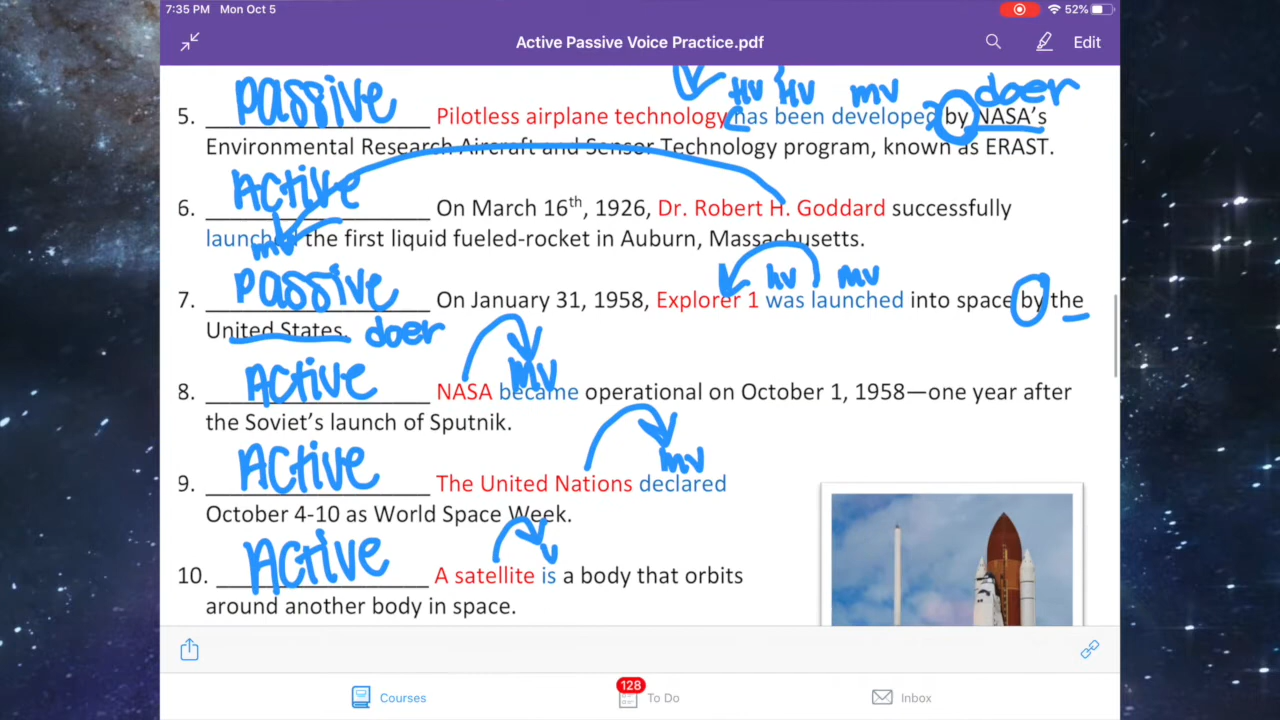 7:35 PM Mon Oct 5 52%
Active Passive Voice Practice.pdf Edit
HV HV mv doer
5. Passive Pilotless airplane technology has been developed by NASA's
Environmental Research Aircraft and Sensor Technology program, known as ERAST.
6. Active On March 16th, 1926, Dr. Robert H. Goddard successfully
launched the first liquid fueled-rocket in Auburn, Massachusetts.
mv
hv mv
7. Passive On January 31, 1958, Explorer 1 was launched into space by the
United States. doer
MV
8. Active NASA became operational on October 1, 1958—one year after
the Soviet's launch of Sputnik.
mv
9. Active The United Nations declared
October 4-10 as World Space Week.
v
10. Active A satellite is a body that orbits
around another body in space.
128
Courses To Do Inbox